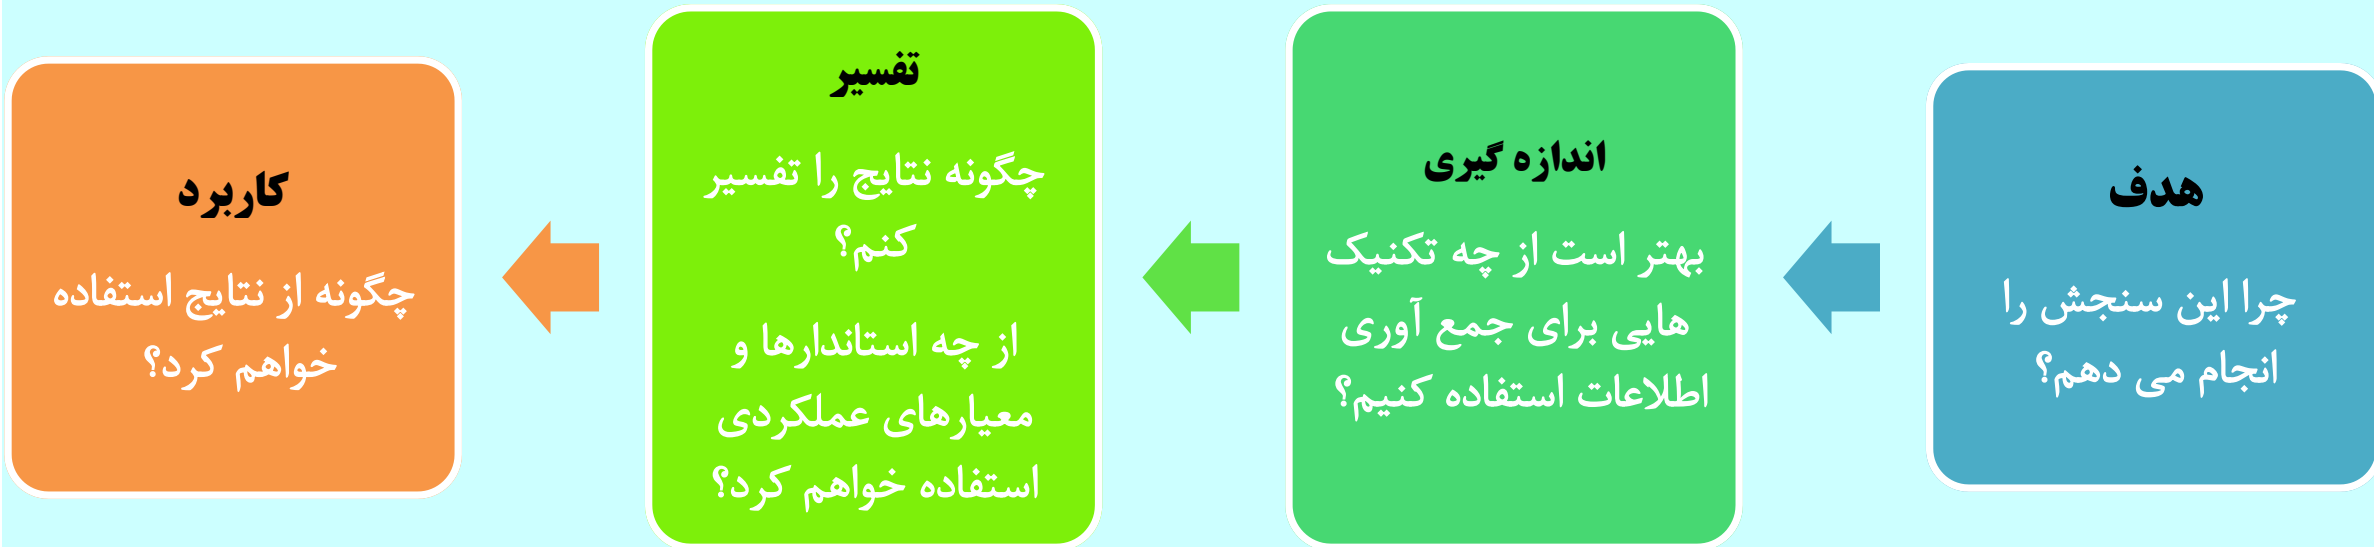 هدف
چرا این سنجش را
انجام می دهم؟
اندازه گیری
بهتر است از چه تکنیک
هایی برای جمع آوری
اطلاعات استفاده کنیم؟
تفسیر
چگونه نتایج را تفسیر
کنم؟
از چه استاندارها و
معیارهای عملکردی
استفاده خواهم کرد؟
کاربرد
چگونه از نتایج استفاده
خواهم کرد؟